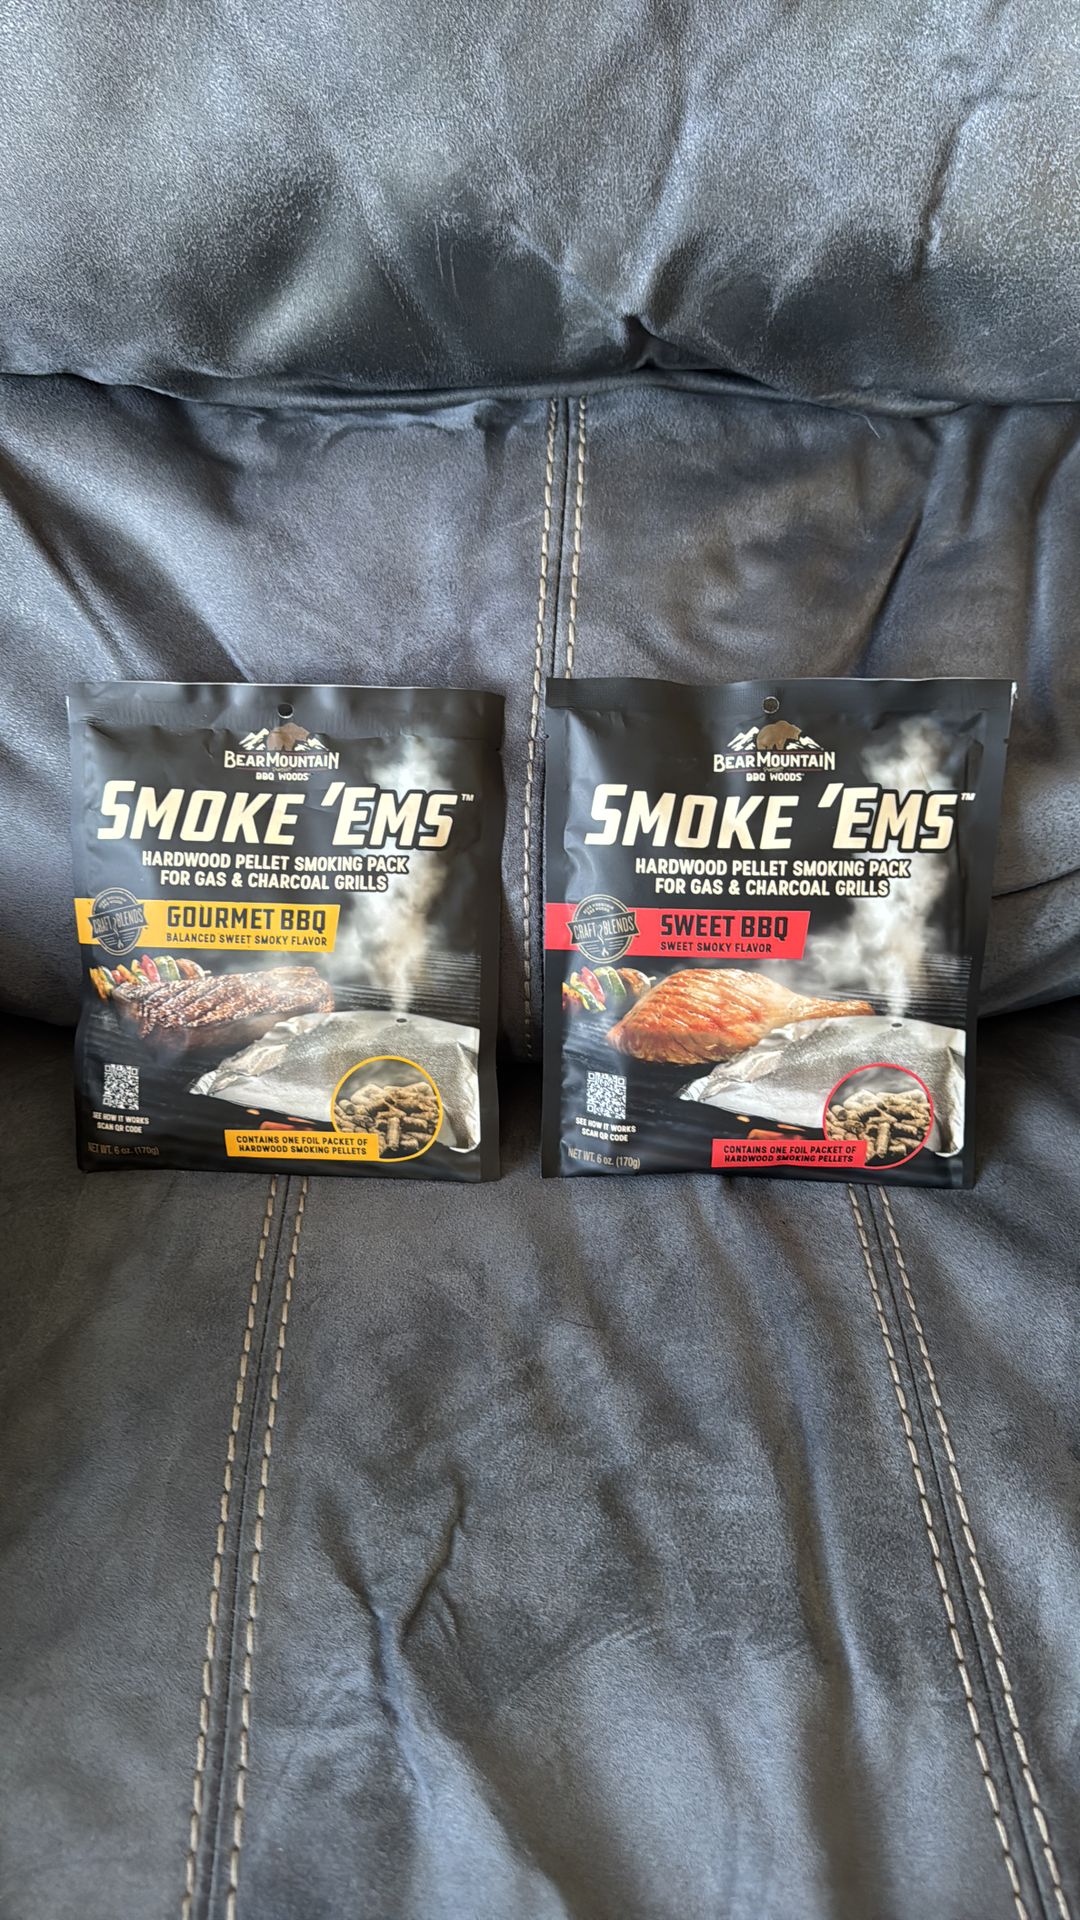 BEAR MOUNTAIN
BBQ WOODS
SMOKE 'EMS™
HARDWOOD PELLET SMOKING PACK
FOR GAS & CHARCOAL GRILLS
CRAFT BLENDS
GOURMET BBQ
BALANCED SWEET SMOKY FLAVOR
SEE HOW IT WORKS
SCAN QR CODE
CONTAINS ONE FOIL PACKET OF
HARDWOOD SMOKING PELLETS
NET WT. 6 oz. (170g)
BEAR MOUNTAIN
BBQ WOODS
SMOKE 'EMS™
HARDWOOD PELLET SMOKING PACK
FOR GAS & CHARCOAL GRILLS
CRAFT BLENDS
SWEET BBQ
SWEET SMOKY FLAVOR
SEE HOW IT WORKS
SCAN QR CODE
CONTAINS ONE FOIL PACKET OF
HARDWOOD SMOKING PELLETS
NET WT. 6 oz. (170g)